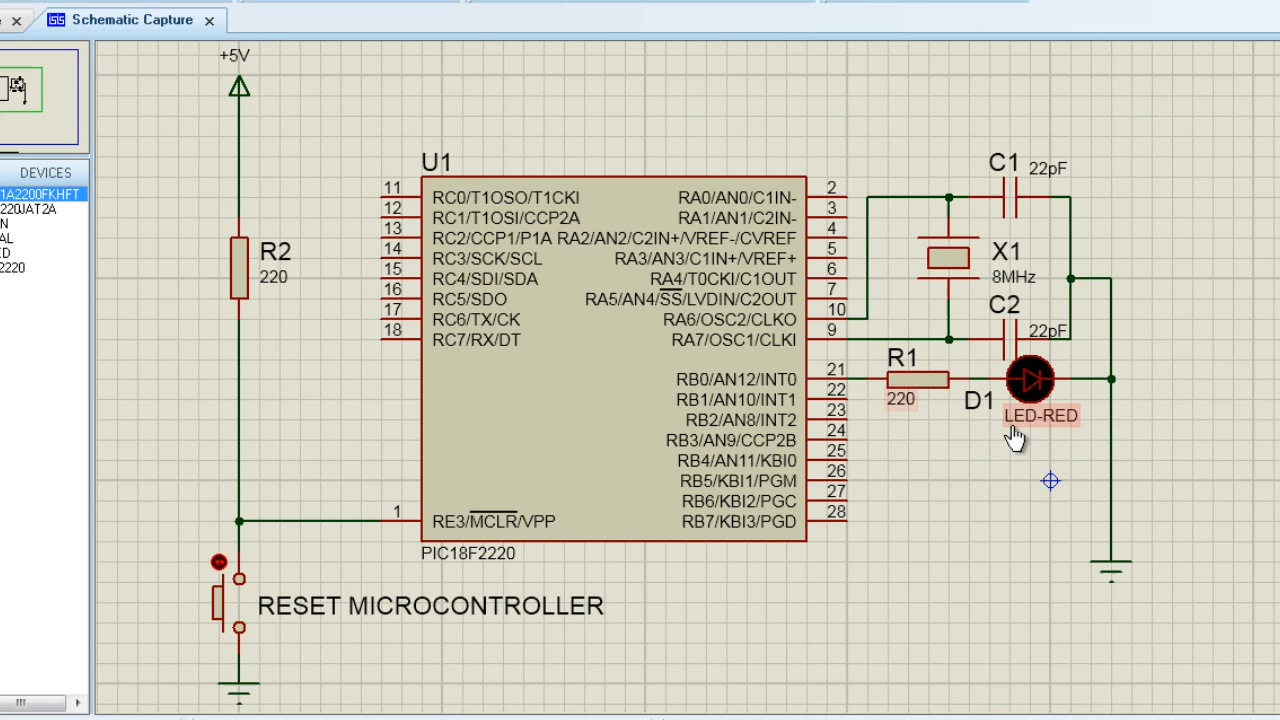 Schematic Capture
+5V
DEVICES
1A2200FKHFT
220JAT2A
N
AL
ED
2220
R2
220
U1
11 RC0/T1OSO/T1CKI
12 RC1/T1OSI/CCP2A
13 RC2/CCP1/P1A
14 RC3/SCK/SCL
15 RC4/SDI/SDA
16 RC5/SDO
17 RC6/TX/CK
18 RC7/RX/DT
1 RE3/MCLR/VPP
RA0/AN0/C1IN- 2
RA1/AN1/C2IN- 3
RA2/AN2/C2IN+/VREF-/CVREF 4
RA3/AN3/C1IN+/VREF+ 5
RA4/T0CKI/C1OUT 6
RA5/AN4/SS/LVDIN/C2OUT 7
RA6/OSC2/CLKO 10
RA7/OSC1/CLKI 9
RB0/AN12/INT0 21
RB1/AN10/INT1 22
RB2/AN8/INT2 23
RB3/AN9/CCP2B 24
RB4/AN11/KBI0 25
RB5/KBI1/PGM 26
RB6/KBI2/PGC 27
RB7/KBI3/PGD 28
PIC18F2220
C1 22pF
X1
8MHz
C2 22pF
R1
220
D1
LED-RED
RESET MICROCONTROLLER